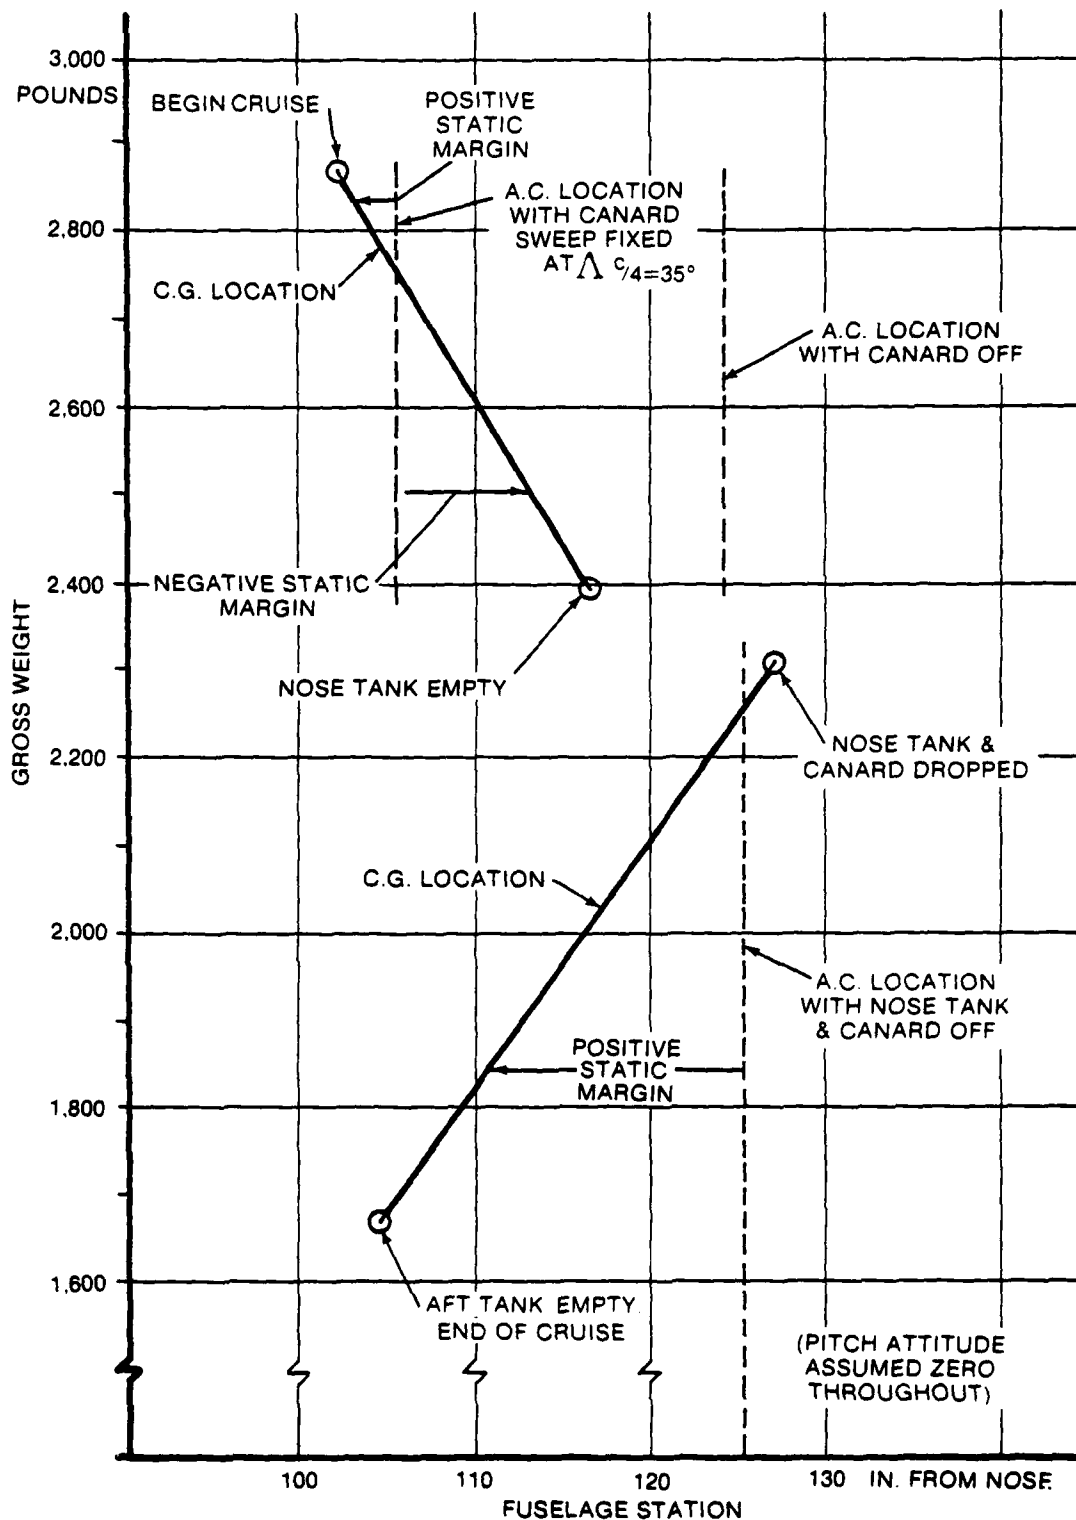 3,000
POUNDS
BEGIN CRUISE
POSITIVE
STATIC
MARGIN
A.C. LOCATION
WITH CANARD
SWEEP FIXED
AT Λ c/4=35°
2,800
C.G. LOCATION
A.C. LOCATION
WITH CANARD OFF
2,600
NEGATIVE STATIC
MARGIN
2,400
NOSE TANK EMPTY
GROSS WEIGHT
2,200
NOSE TANK &
CANARD DROPPED
C.G. LOCATION
2,000
A.C. LOCATION
WITH NOSE TANK
& CANARD OFF
POSITIVE
STATIC
MARGIN
1,800
1,600
AFT TANK EMPTY
END OF CRUISE
(PITCH ATTITUDE
ASSUMED ZERO
THROUGHOUT)
100 110 120 130 IN. FROM NOSE
FUSELAGE STATION